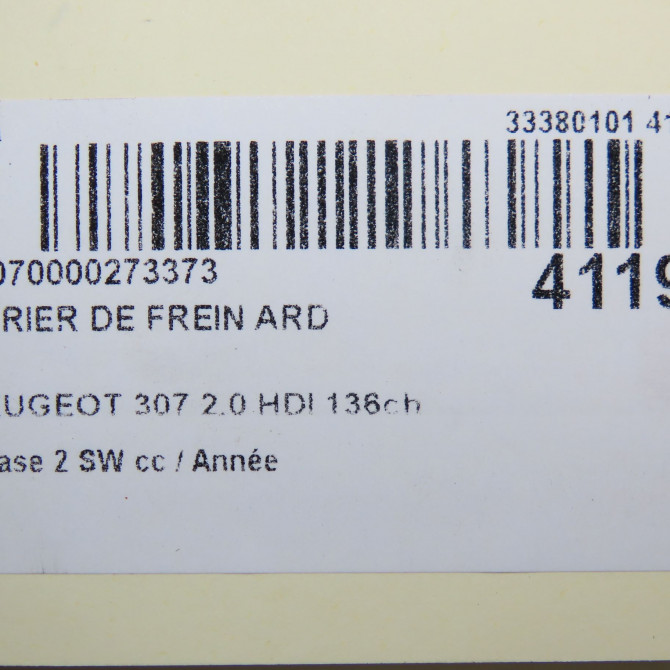 33380101 41
070000273373
4119
RIER DE FREIN ARD
UGEOT 307 2.0 HDI 136ch
ase 2 SW cc / Année